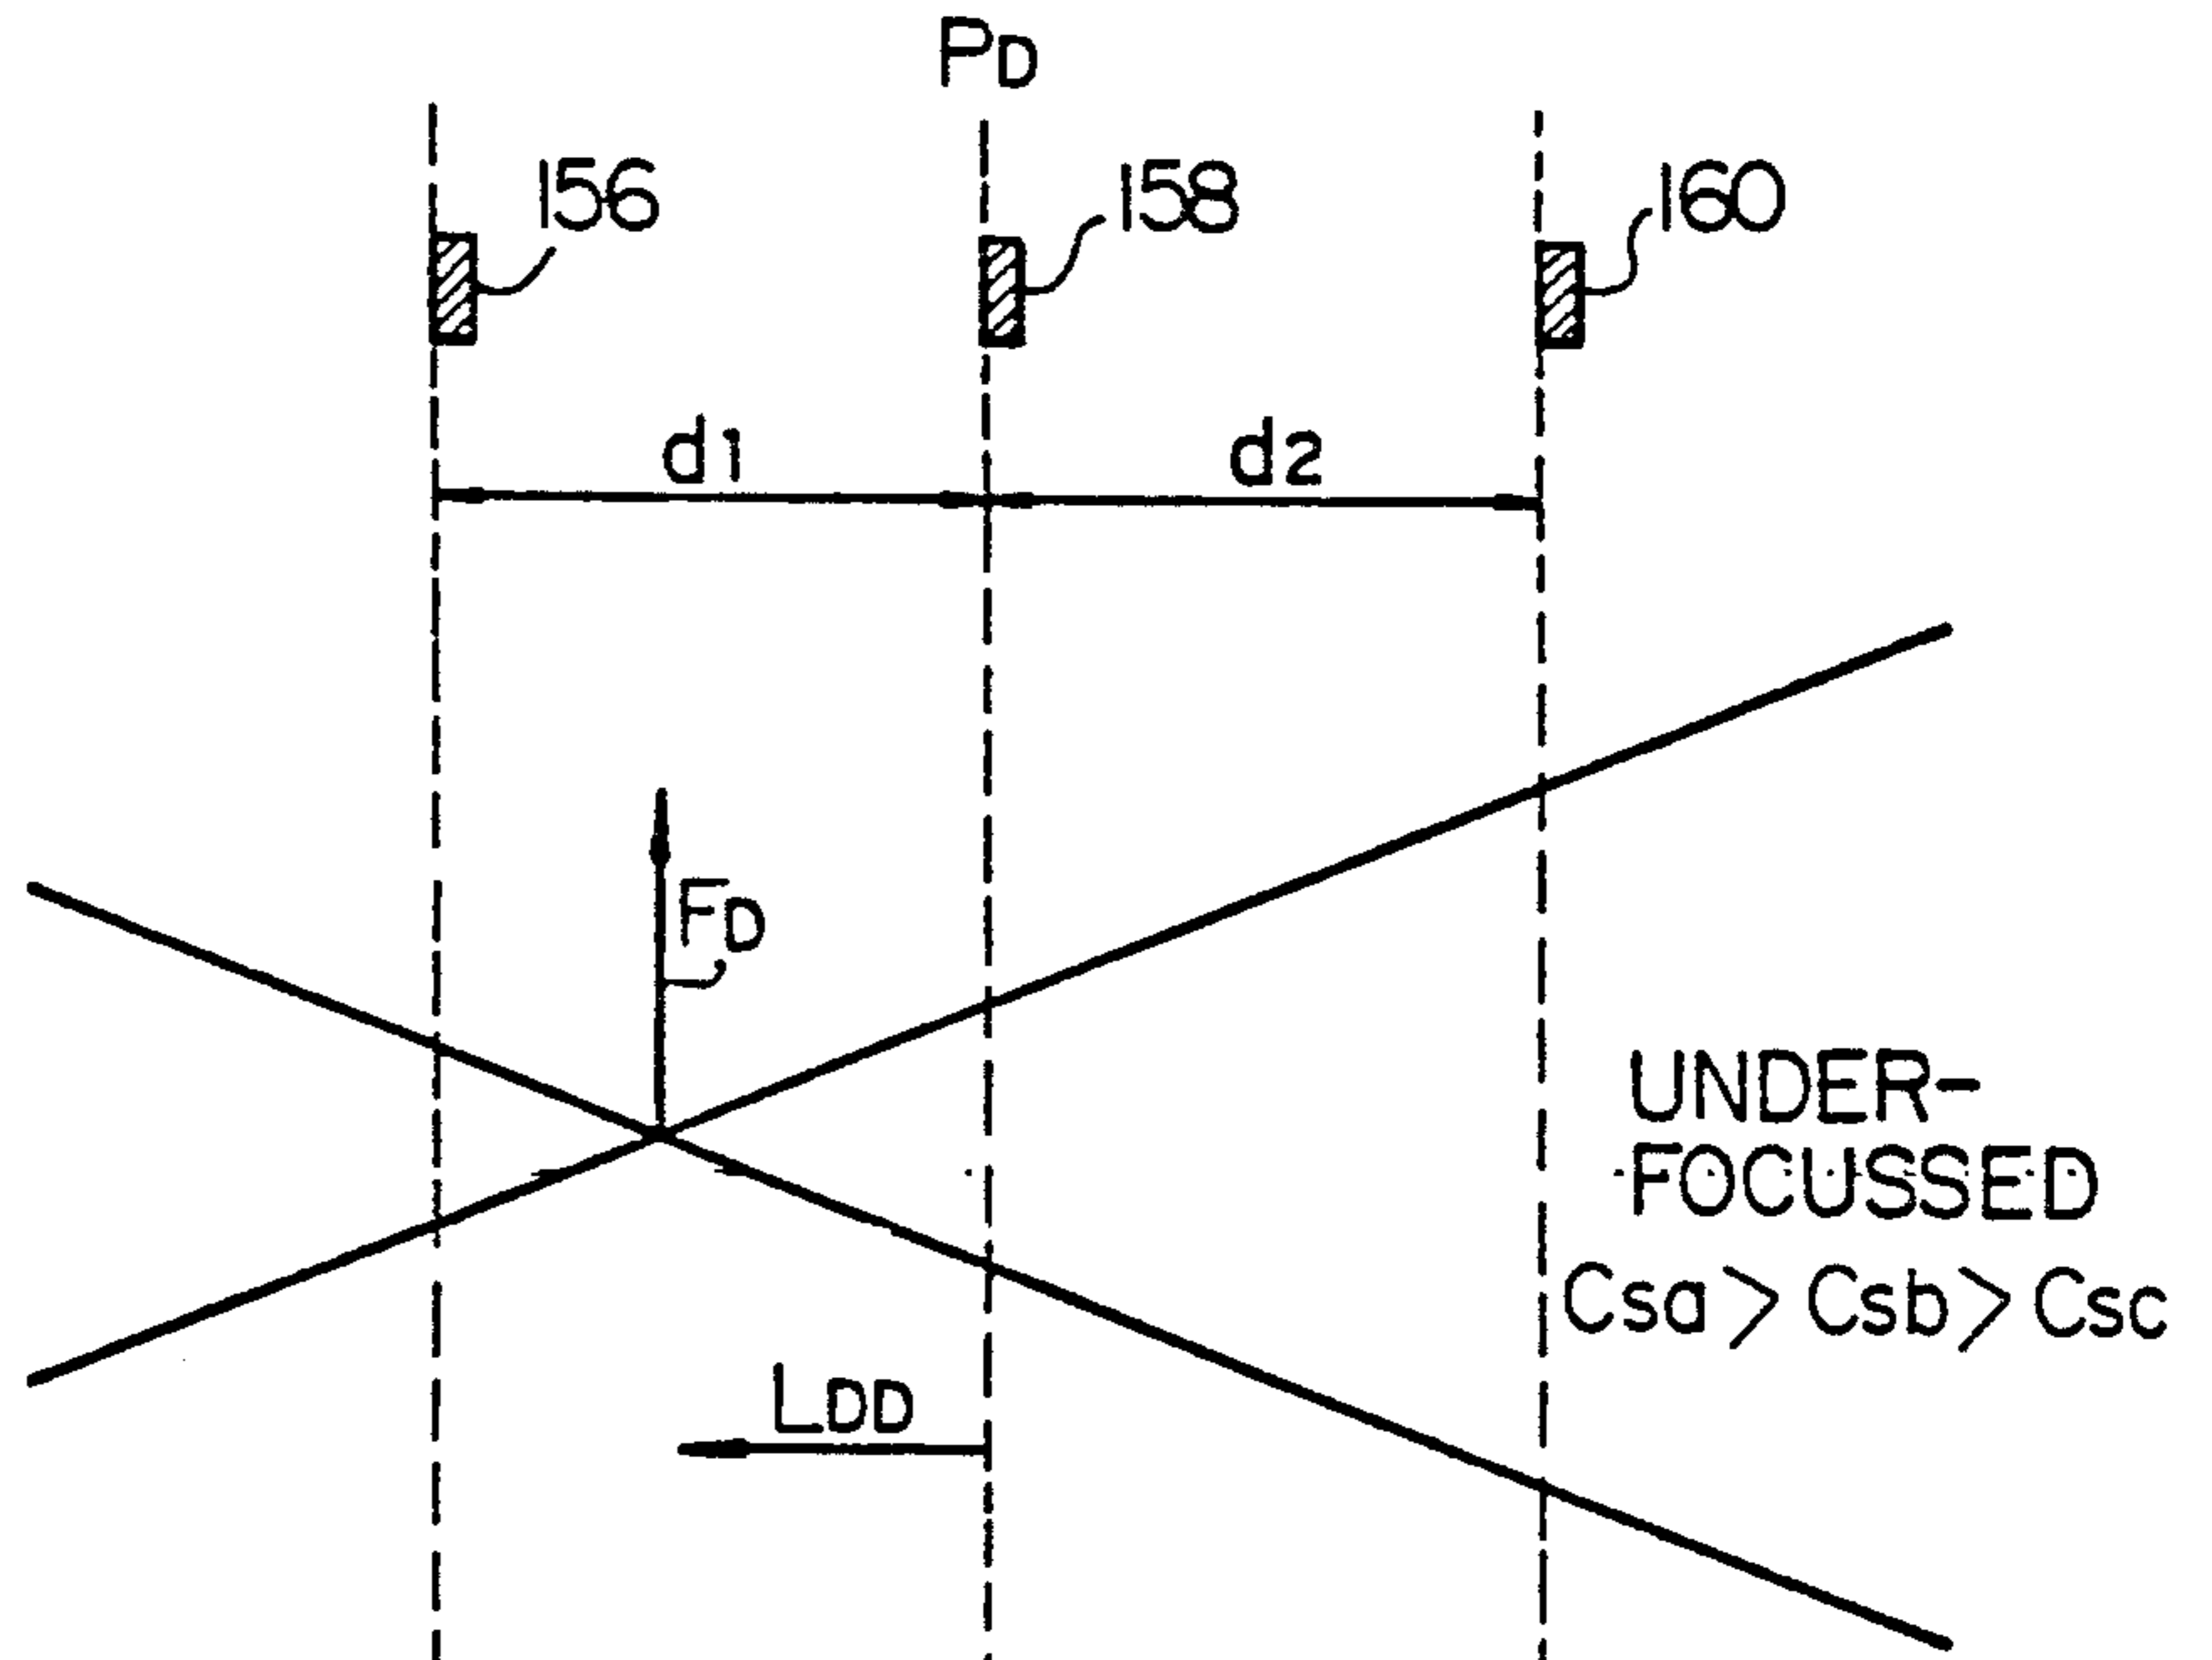 PD
156
158
160
d1
d2
FD
UNDER-
FOCUSSED
Csa > Csb > Csc
LDD